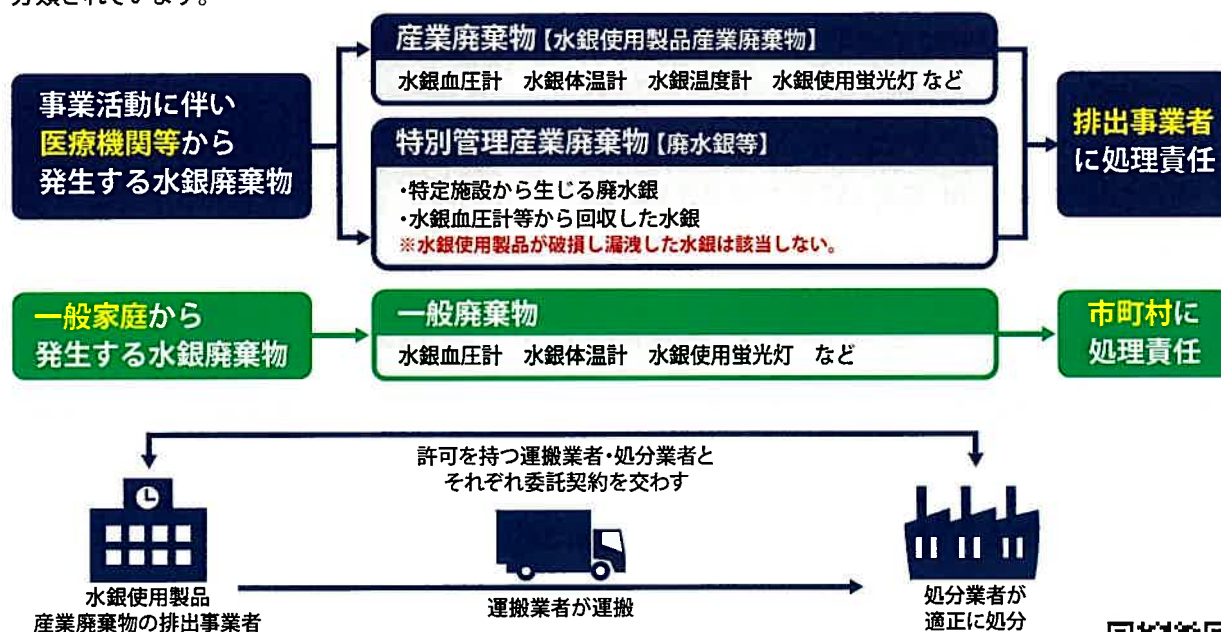 分類されています。
事業活動に伴い
医療機関等から
発生する水銀廃棄物
産業廃棄物【水銀使用製品産業廃棄物】
水銀血圧計 水銀体温計 水銀温度計 水銀使用蛍光灯 など
特別管理産業廃棄物【廃水銀等】
・特定施設から生じる廃水銀
・水銀血圧計等から回収した水銀
※水銀使用製品が破損し漏洩した水銀は該当しない。
排出事業者
に処理責任
一般家庭から
発生する水銀廃棄物
一般廃棄物
水銀血圧計 水銀体温計 水銀使用蛍光灯 など
市町村に
処理責任
許可を持つ運搬業者・処分業者と
それぞれ委託契約を交わす
水銀使用製品
産業廃棄物の排出事業者
運搬業者が運搬
処分業者が
適正に処分